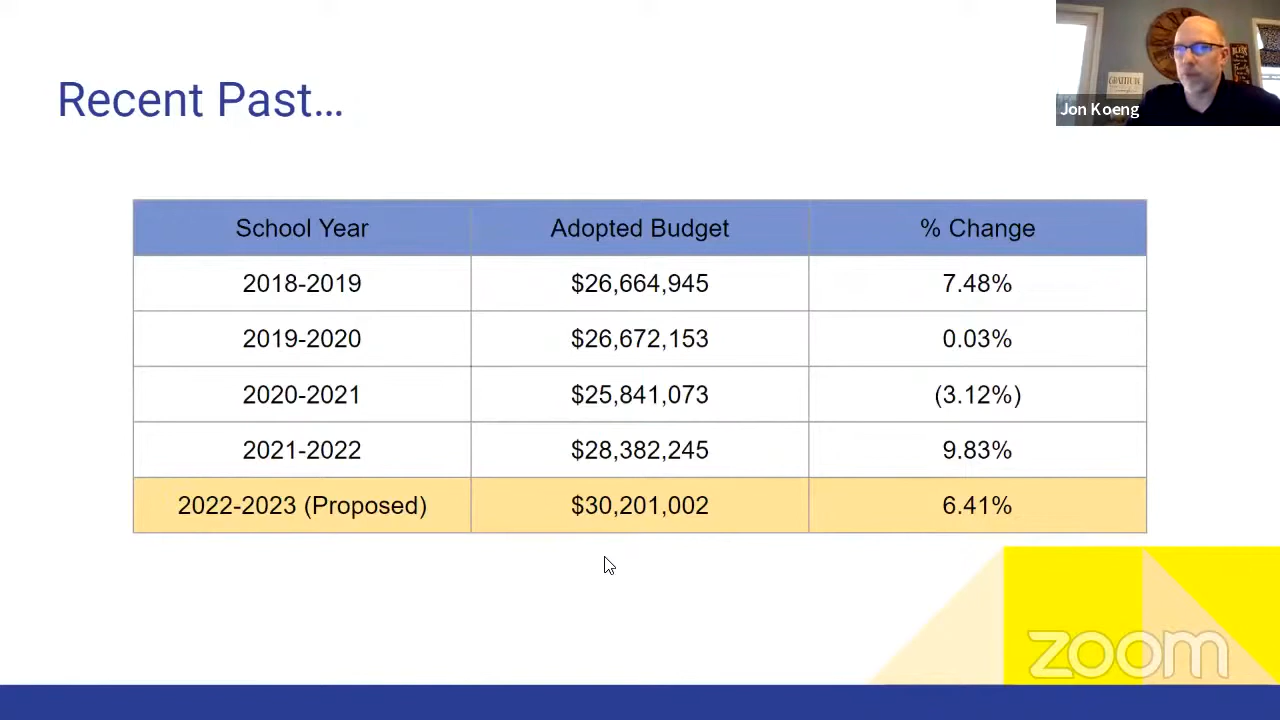 Recent Past...
Jon Koeng
School Year Adopted Budget % Change
2018-2019 $26,664,945 7.48%
2019-2020 $26,672,153 0.03%
2020-2021 $25,841,073 (3.12%)
2021-2022 $28,382,245 9.83%
2022-2023 (Proposed) $30,201,002 6.41%
zoom